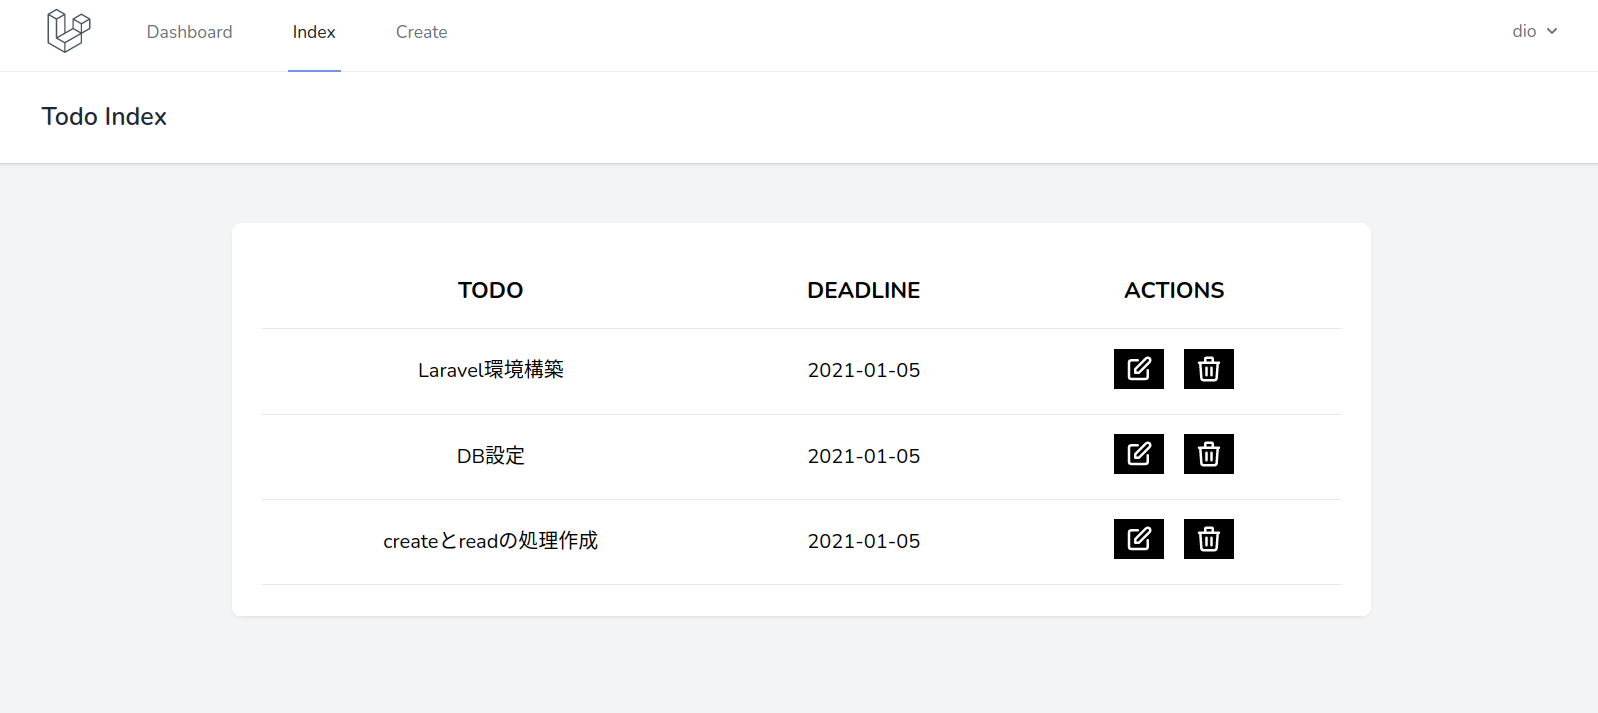 Dashboard Index Create dio
Todo Index
TODO DEADLINE ACTIONS
Laravel環境構築 2021-01-05
DB設定 2021-01-05
createとreadの処理作成 2021-01-05